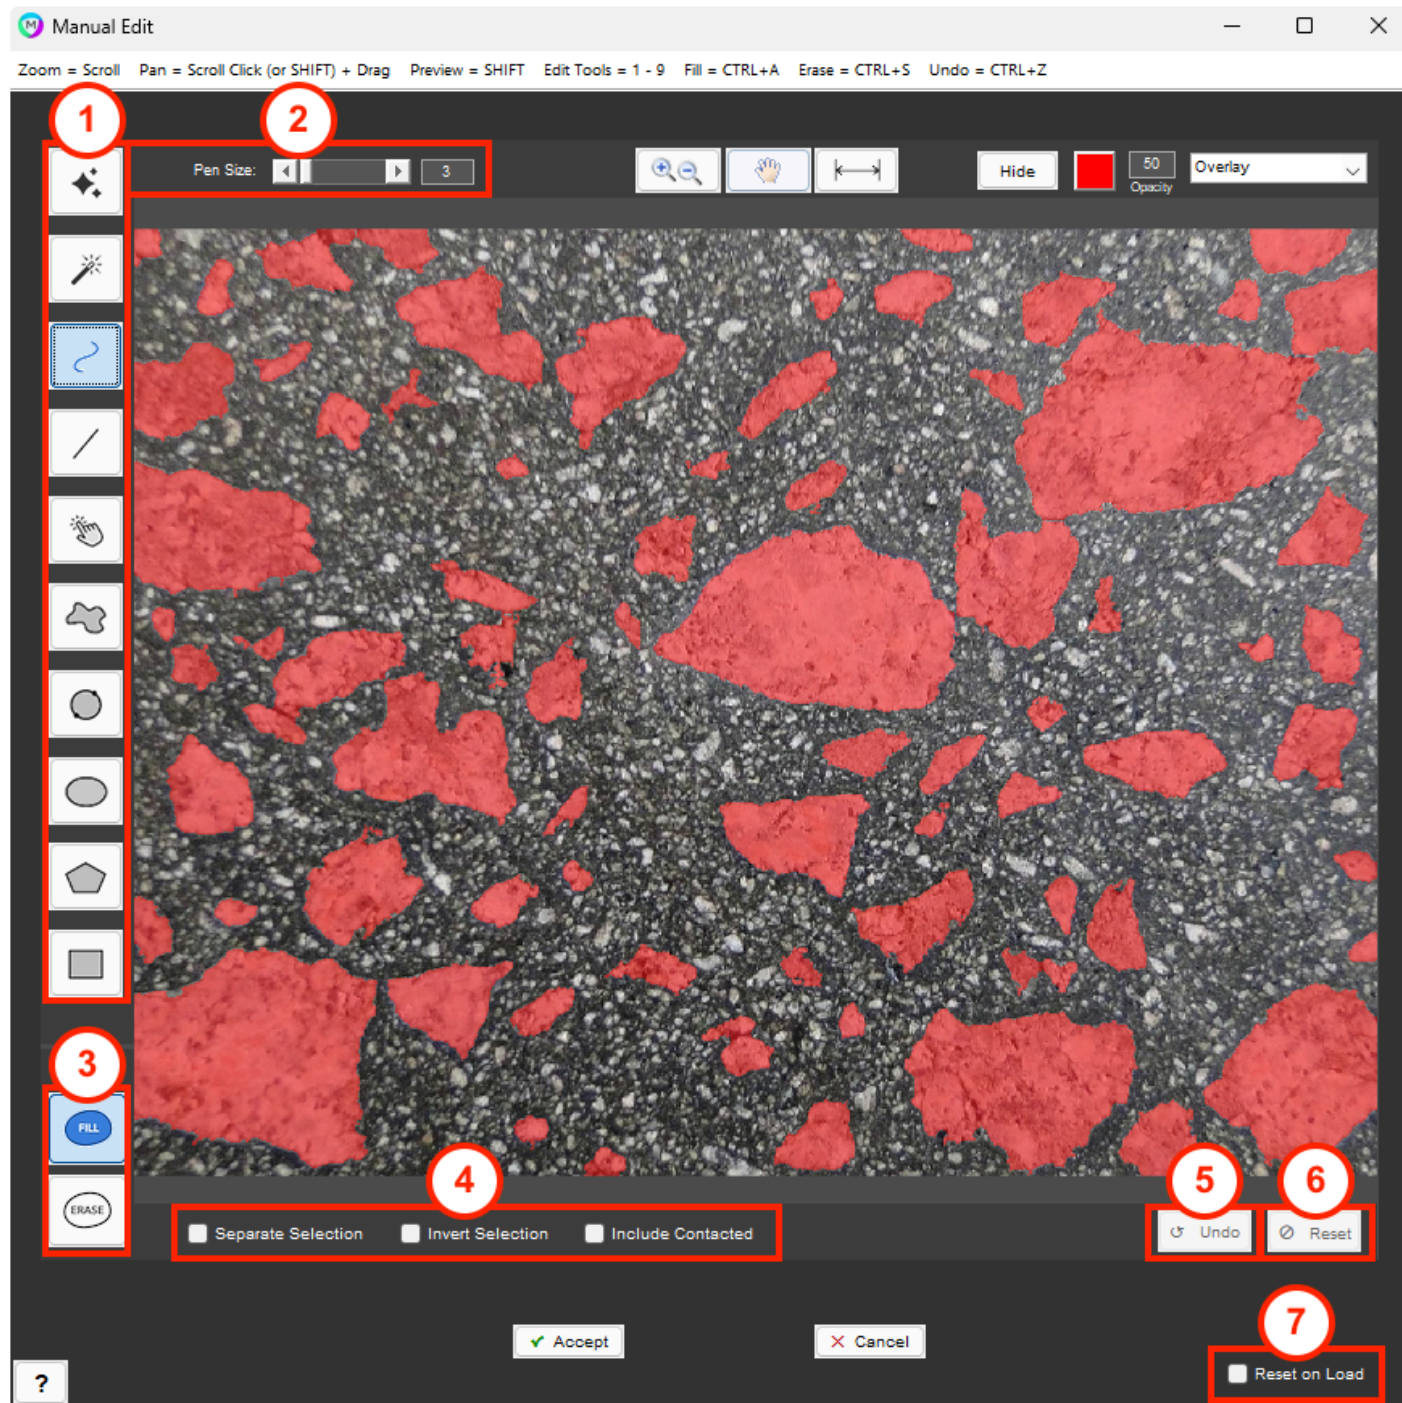 Manual Edit
Zoom = Scroll Pan = Scroll Click (or SHIFT) + Drag Preview = SHIFT Edit Tools = 1 - 9 Fill = CTRL+A Erase = CTRL+S Undo = CTRL+Z
1
2
Pen Size: 3
Hide
50
Opacity
Overlay
3
FILL
ERASE
4
5
6
Separate Selection Invert Selection Include Contacted
Undo
Reset
7
Accept
Cancel
Reset on Load
?